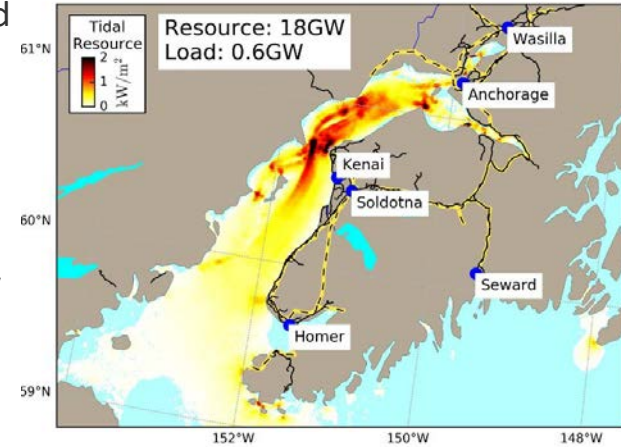 d
61°N
60°N
59°N
Tidal
Resource
2
1
0
kW/m²
Resource: 18GW
Load: 0.6GW
Wasilla
Anchorage
Kenai
Soldotna
Seward
Homer
152°W
150°W
148°W